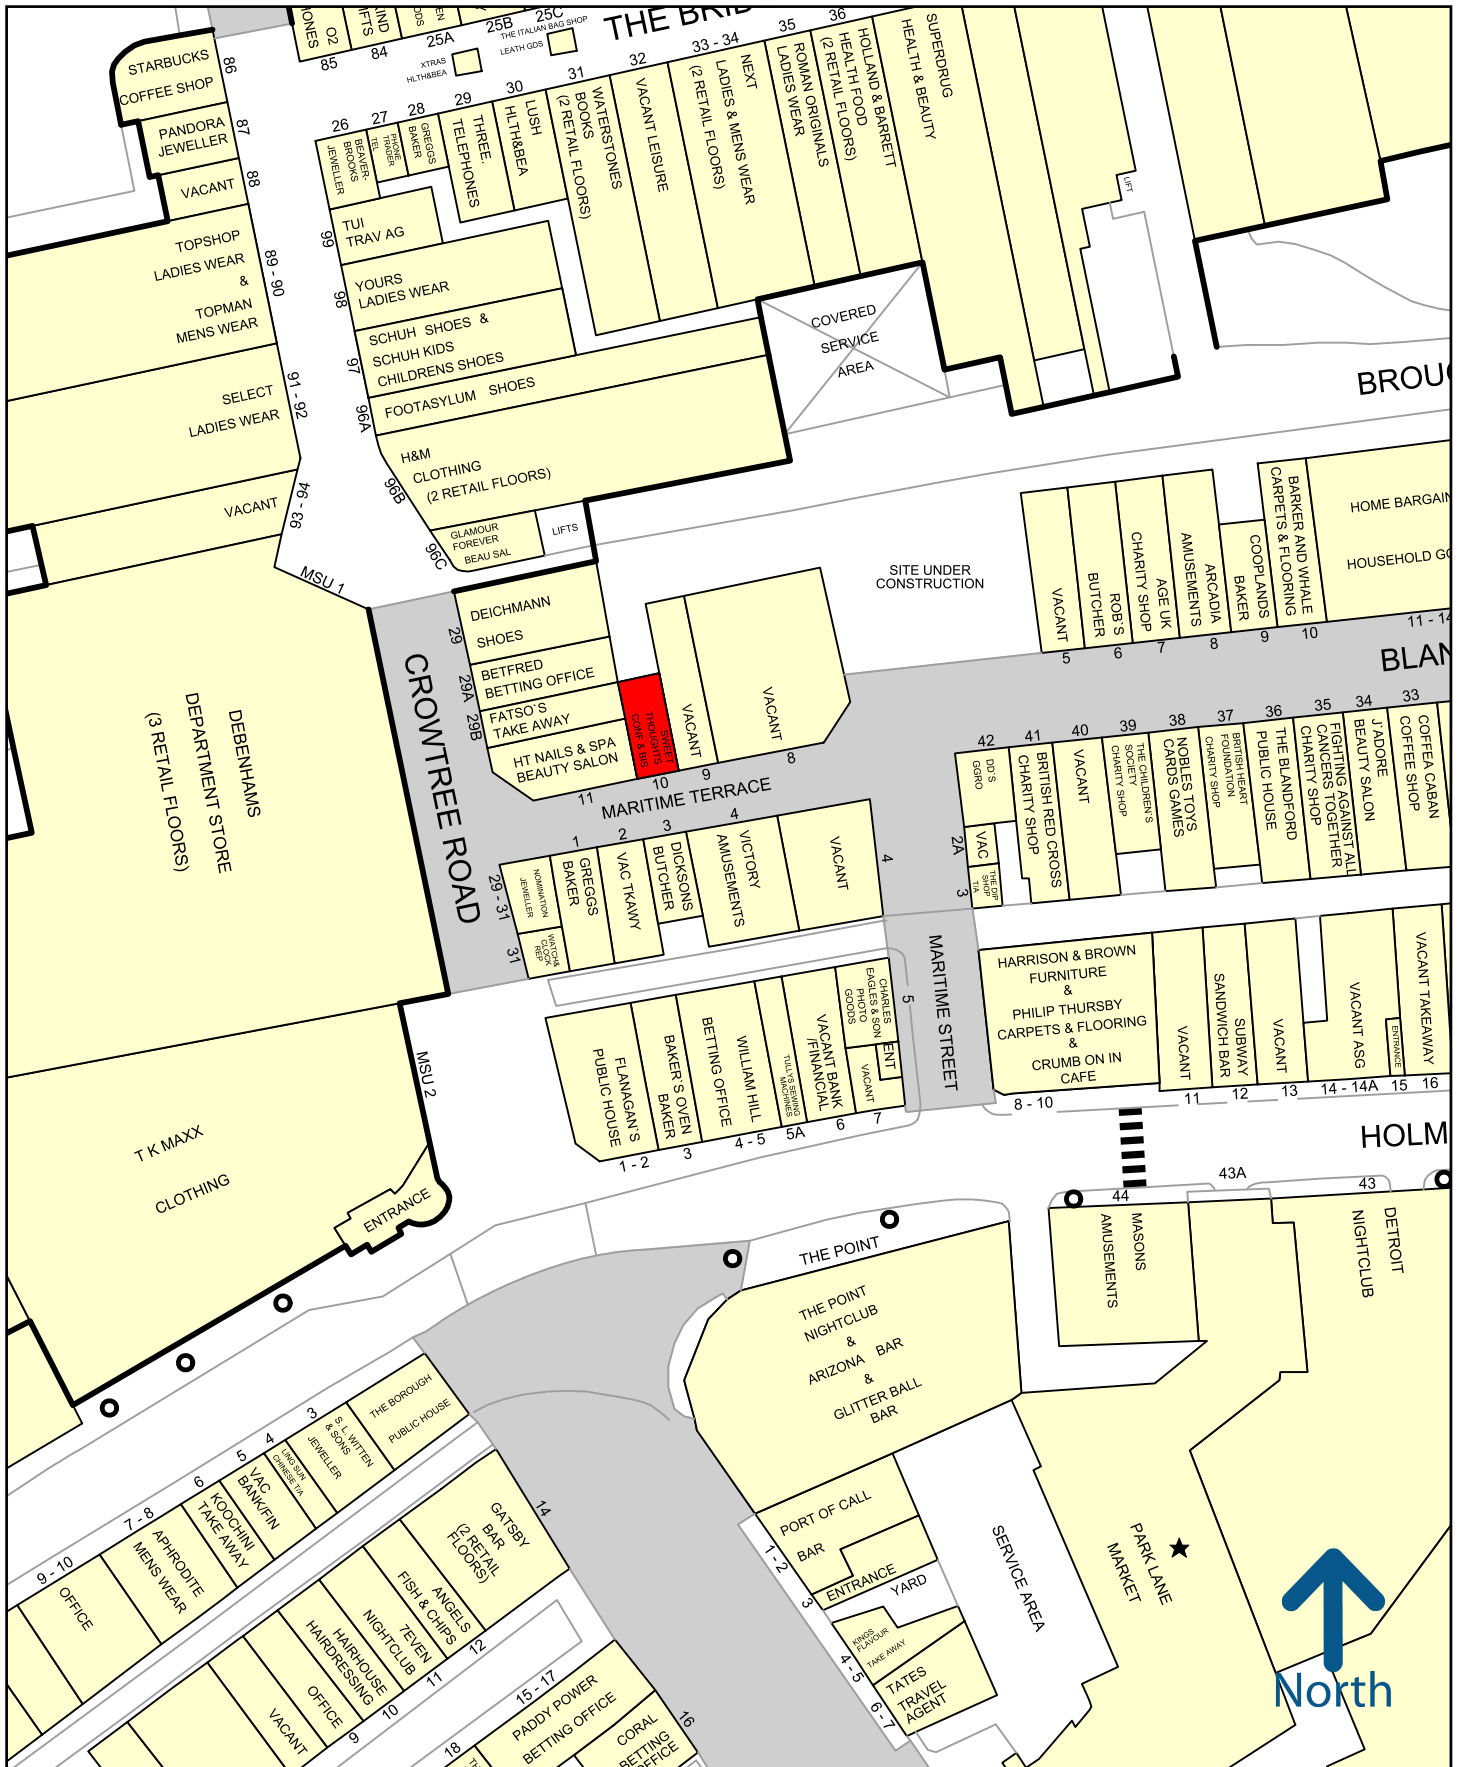 THE BRID
STARBUCKS
COFFEE SHOP
86
PANDORA
JEWELLER
87
VACANT
88
TOPSHOP
LADIES WEAR
&
TOPMAN
MENS WEAR
89 - 90
SELECT
LADIES WEAR
91 - 92
VACANT
93 - 94
MSU 1
O2
85
84
25A
25B
25C
THE ITALIAN BAG SHOP
LEATH GDS
XTRAS
HLTH&BEA
26
BEAVER-
BROOKS
JEWELLER
27
PHONE
TRADER
TEL
28
GREGGS
BAKER
29
THREE.
TELEPHONES
30
LUSH
HLTH&BEA
31
WATERSTONES
BOOKS
(2 RETAIL FLOORS)
32
VACANT LEISURE
33 - 34
NEXT
LADIES & MENS WEAR
(2 RETAIL FLOORS)
35
ROMAN ORIGINALS
LADIES WEAR
36
HOLLAND & BARRETT
HEALTH FOOD
(2 RETAIL FLOORS)
SUPERDRUG
HEALTH & BEAUTY
LIFT
99
TUI
TRAV AG
98
YOURS
LADIES WEAR
97
SCHUH SHOES &
SCHUH KIDS
CHILDRENS SHOES
96A
FOOTASYLUM SHOES
96B
H&M
CLOTHING
(2 RETAIL FLOORS)
96C
GLAMOUR
FOREVER
BEAU SAL
LIFTS
COVERED
SERVICE
AREA
BROUG
SITE UNDER
CONSTRUCTION
VACANT
5
ROB'S
BUTCHER
6
AGE UK
CHARITY SHOP
7
ARCADIA
AMUSEMENTS
8
COOPLANDS
BAKER
9
BARKER AND WHALE
CARPETS & FLOORING
10
HOME BARGAIN
HOUSEHOLD GO
11 - 14
BLAN
DEBENHAMS
DEPARTMENT STORE
(3 RETAIL FLOORS)
CROWTREE ROAD
29
DEICHMANN
SHOES
29A
BETFRED
BETTING OFFICE
29B
FATSO`S
TAKE AWAY
HT NAILS & SPA
BEAUTY SALON
11
SWEET
THOUGHTS
CONF & BIS
10
VACANT
9
VACANT
8
MARITIME TERRACE
29 - 31
NOMINATION
JEWELLER
31
WATCH&
CLOCK
REP
1
GREGGS
BAKER
2
VAC TKAWY
3
DICKSONS
BUTCHER
4
VICTORY
AMUSEMENTS
VACANT
4
42
DD'S
GGRO
2A
VAC
3
THE DIP
SHOP
T/A
41
BRITISH RED CROSS
CHARITY SHOP
40
VACANT
39
THE CHILDREN'S
SOCIETY
CHARITY SHOP
38
NOBLES TOYS
CARDS GAMES
37
BRITISH HEART
FOUNDATION
CHARITY SHOP
36
THE BLANDFORD
PUBLIC HOUSE
35
FIGHTING AGAINST ALL
CANCERS TOGETHER
CHARITY SHOP
34
J'ADORE
BEAUTY SALON
33
COFFEA CABAN
COFFEE SHOP
MARITIME STREET
FLANAGAN`S
PUBLIC HOUSE
1 - 2
BAKER`S OVEN
BAKER
3
WILLIAM HILL
BETTING OFFICE
4 - 5
TULLYS SEWING
MACHINES
5A
VACANT BANK
/FINANCIAL
6
CHARLES
EAGLES & SON
PHOTO
GOODS
5
ENT
VACANT
7
HARRISON & BROWN
FURNITURE
&
PHILIP THURSBY
CARPETS & FLOORING
&
CRUMB ON IN
CAFE
8 - 10
VACANT
11
SUBWAY
SANDWICH BAR
12
VACANT
13
VACANT ASG
14 - 14A
ENTRANCE
15
VACANT TAKEAWAY
16
HOLM
MSU 2
T K MAXX
CLOTHING
ENTRANCE
THE POINT
THE POINT
NIGHTCLUB
&
ARIZONA BAR
&
GLITTER BALL
BAR
44
MASONS
AMUSEMENTS
43A
43
DETROIT
NIGHTCLUB
THE BOROUGH
PUBLIC HOUSE
3
S. L. WITTEN
& SONS
JEWELLER
4
LING SUN
CHINESE T/A
5
VAC
BANK/FIN
6
KOOCHINI
TAKE AWAY
7 - 8
APHRODITE
MENS WEAR
9 - 10
OFFICE
14
GATSBY
BAR
(2 RETAIL
FLOORS)
ANGELS
FISH & CHIPS
12
7EVEN
NIGHTCLUB
11
HAIRHOUSE
HAIRDRESSING
10
OFFICE
9
VACANT
15 - 17
PADDY POWER
BETTING OFFICE
16
CORAL
BETTING
OFFICE
18
PORT OF CALL
BAR
1 - 2
ENTRANCE
3
YARD
KINGS
FLAVOUR
TAKE AWAY
4 - 5
TATES
TRAVEL
AGENT
6 - 7
SERVICE AREA
PARK LANE
MARKET
North